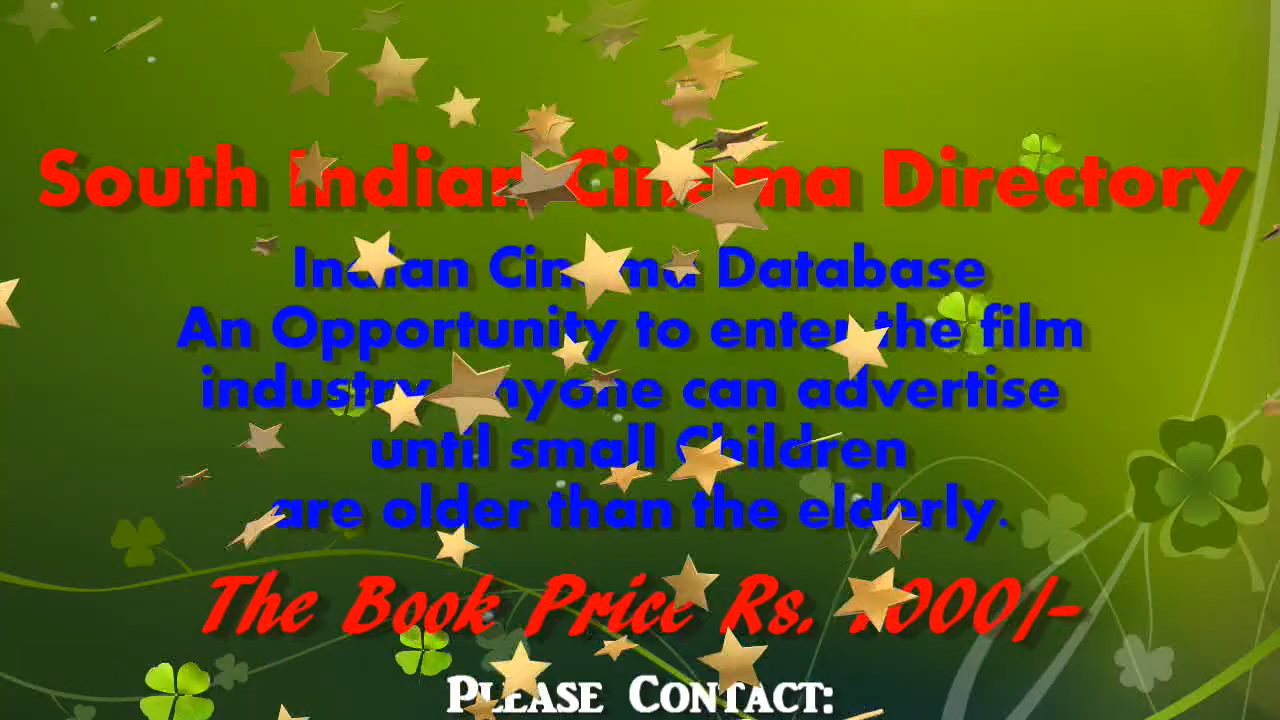 South Indian Cinema Directory
Indian Cinema Database
An Opportunity to enter the film
industry anyone can advertise
until small Children
are older than the elderly.
The Book Price Rs.
Please Contact: